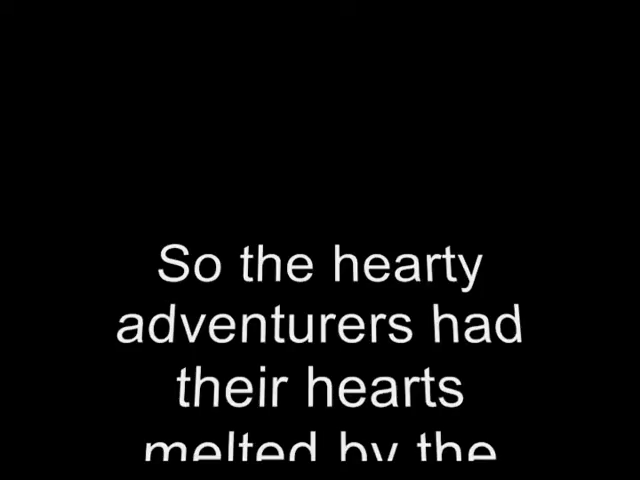 So the hearty
adventurers had
their hearts
melted by the